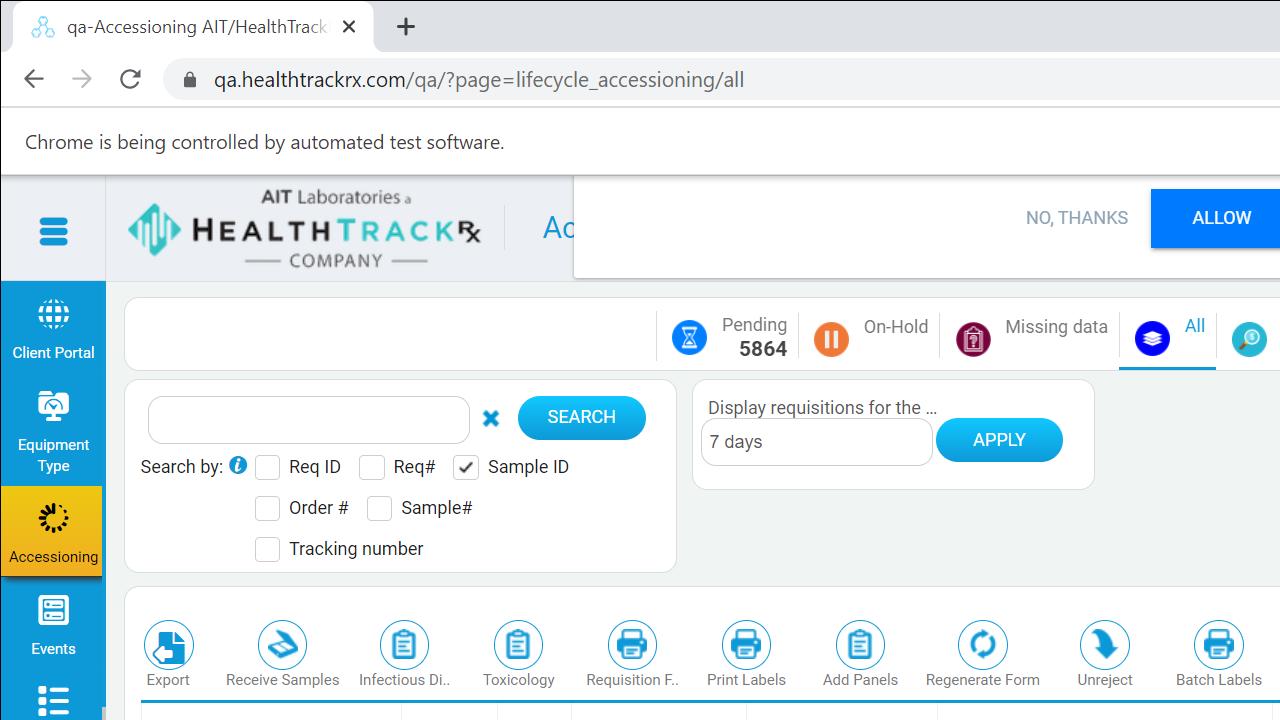 qa-Accessioning AIT/HealthTrack
qa.healthtrackrx.com/qa/?page=lifecycle_accessioning/all
Chrome is being controlled by automated test software.
AIT Laboratories a
HEALTHTRACKRx
COMPANY
Ac
NO, THANKS
ALLOW
Client Portal
Equipment
Type
Accessioning
Events
Pending
5864
On-Hold
Missing data
All
SEARCH
Search by:
Req ID
Req#
Sample ID
Order #
Sample#
Tracking number
Display requisitions for the ...
7 days
APPLY
Export
Receive Samples
Infectious Di..
Toxicology
Requisition F..
Print Labels
Add Panels
Regenerate Form
Unreject
Batch Labels